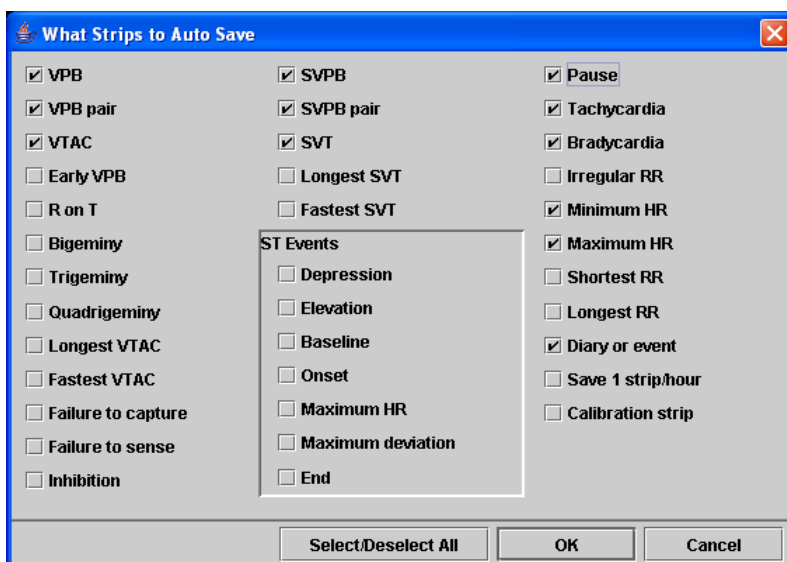 What Strips to Auto Save
VPB
VPB pair
VTAC
Early VPB
R on T
Bigeminy
Trigeminy
Quadrigeminy
Longest VTAC
Fastest VTAC
Failure to capture
Failure to sense
Inhibition
SVPB
SVPB pair
SVT
Longest SVT
Fastest SVT
ST Events
Depression
Elevation
Baseline
Onset
Maximum HR
Maximum deviation
End
Pause
Tachycardia
Bradycardia
Irregular RR
Minimum HR
Maximum HR
Shortest RR
Longest RR
Diary or event
Save 1 strip/hour
Calibration strip
Select/Deselect All
OK
Cancel